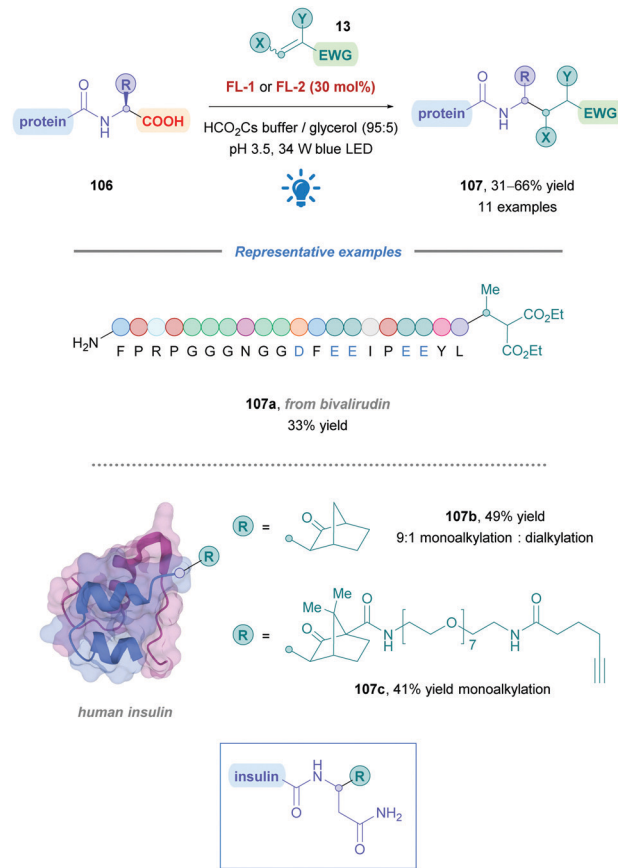 Y
13
X
EWG
FL-1 or FL-2 (30 mol%)
HCO₂Cs buffer / glycerol (95:5)
pH 3.5, 34 W blue LED
protein
O
N
H
R
COOH
106
protein
O
N
H
R
Y
X
EWG
107, 31–66% yield
11 examples
Representative examples
Me
CO₂Et
CO₂Et
H₂N
F P R P G G G N G G D F E E I P E E Y L
107a, from bivalirudin
33% yield
R
R =
O
107b, 49% yield
9:1 monoalkylation : dialkylation
R =
Me
Me
O
O
N
H
O
7
N
H
O
107c, 41% yield monoalkylation
human insulin
insulin
H
N
R
O
NH₂
O